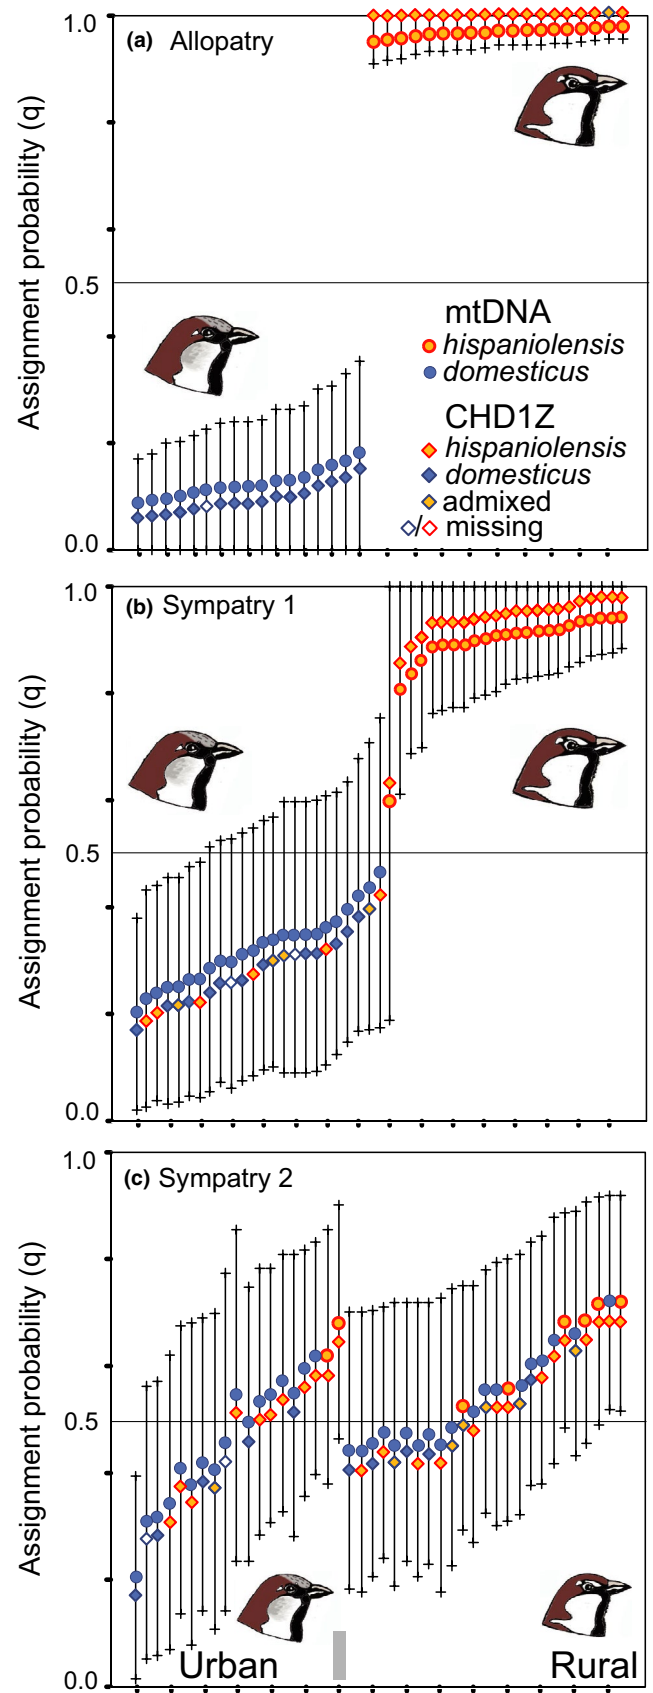 1.0
(a) Allopatry
Assignment probability (q)
0.5
mtDNA
hispaniolensis
domesticus
CHD1Z
hispaniolensis
domesticus
admixed
/ missing
0.0
1.0
(b) Sympatry 1
Assignment probability (q)
0.5
0.0
1.0
(c) Sympatry 2
Assignment probability (q)
0.5
Urban Rural
0.0